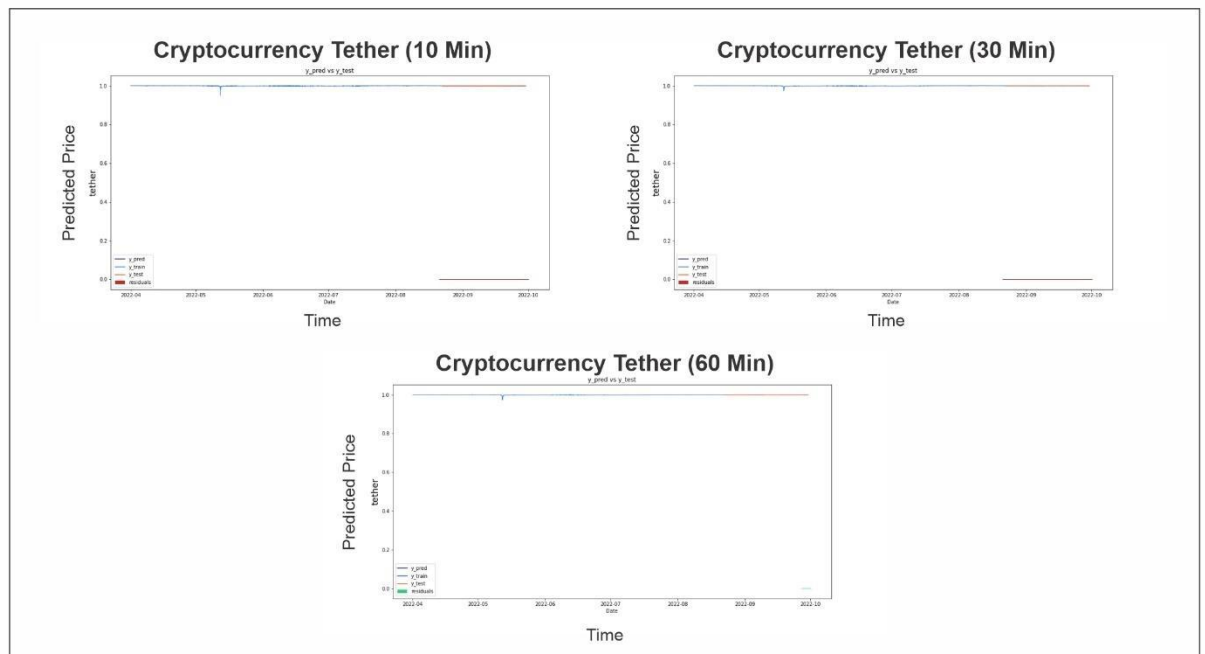 Cryptocurrency Tether (10 Min)
y_pred vs y_test
Predicted Price
tether
1.0
0.8
0.6
0.4
0.2
0.0
y_pred
y_train
y_test
residuals
2022-04 2022-05 2022-06 2022-07 2022-08 2022-09 2022-10
Date
Time
Cryptocurrency Tether (30 Min)
y_pred vs y_test
Predicted Price
tether
1.0
0.8
0.6
0.4
0.2
0.0
y_pred
y_train
y_test
residuals
2022-04 2022-05 2022-06 2022-07 2022-08 2022-09 2022-10
Date
Time
Cryptocurrency Tether (60 Min)
y_pred vs y_test
Predicted Price
tether
1.0
0.8
0.6
0.4
0.2
0.0
y_pred
y_train
y_test
residuals
2022-04 2022-05 2022-06 2022-07 2022-08 2022-09 2022-10
Date
Time